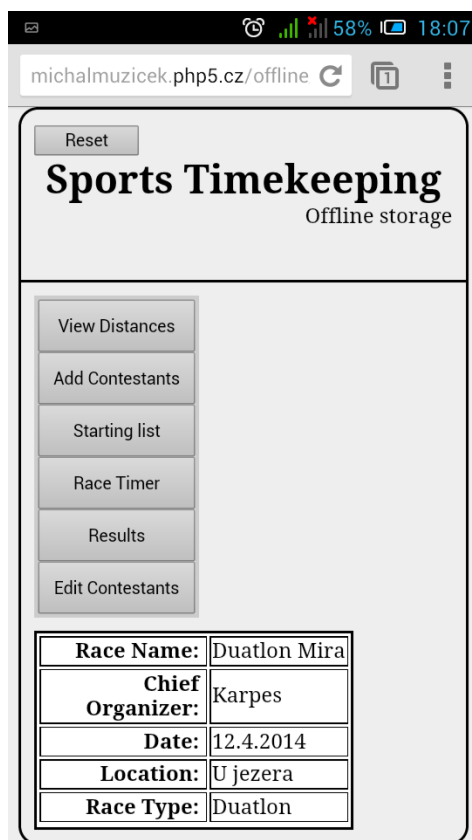 58% 18:07
michalmuzicek.php5.cz/offline 1
Reset
Sports Timekeeping
Offline storage
View Distances
Add Contestants
Starting list
Race Timer
Results
Edit Contestants
Race Name: Duatlon Mira
Chief
Organizer: Karpes
Date: 12.4.2014
Location: U jezera
Race Type: Duatlon